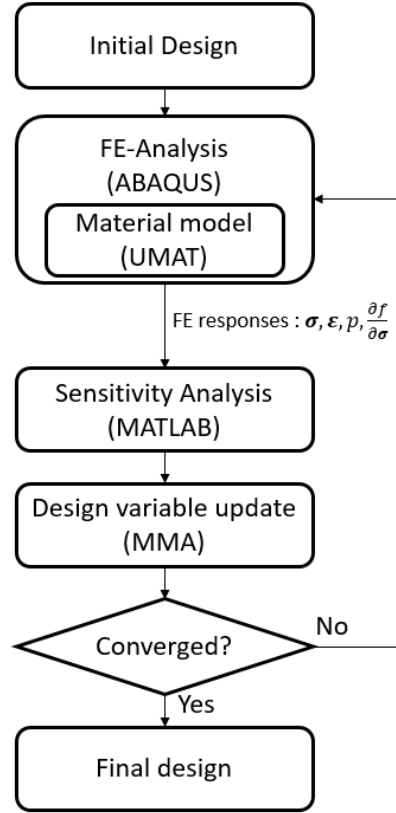 Initial Design
FE-Analysis
(ABAQUS)
Material model
(UMAT)
FE responses : σ, ε, p, ∂f/∂σ
Sensitivity Analysis
(MATLAB)
Design variable update
(MMA)
Converged?
No
Yes
Final design